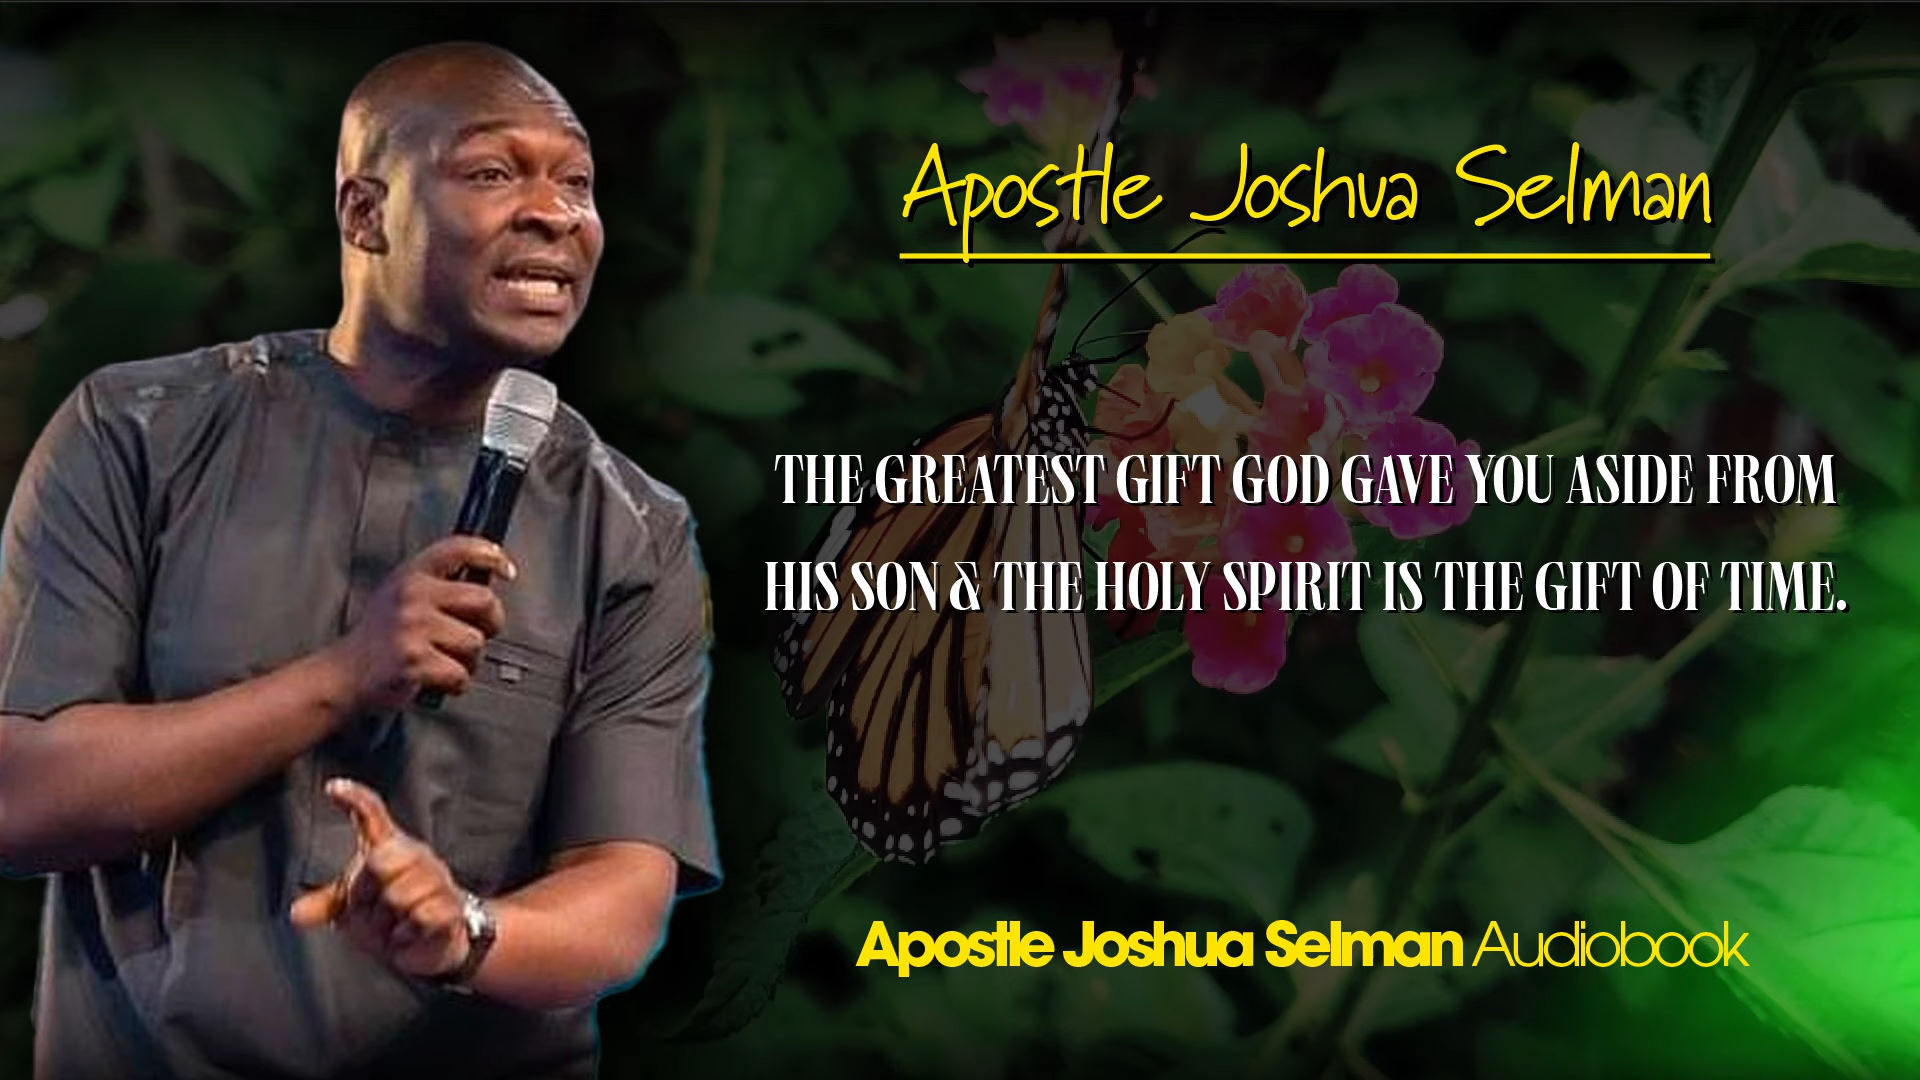 Apostle Joshua Selman
THE GREATEST GIFT GOD GAVE YOU ASIDE FROM
HIS SON & THE HOLY SPIRIT IS THE GIFT OF TIME.
Apostle Joshua Selman Audiobook